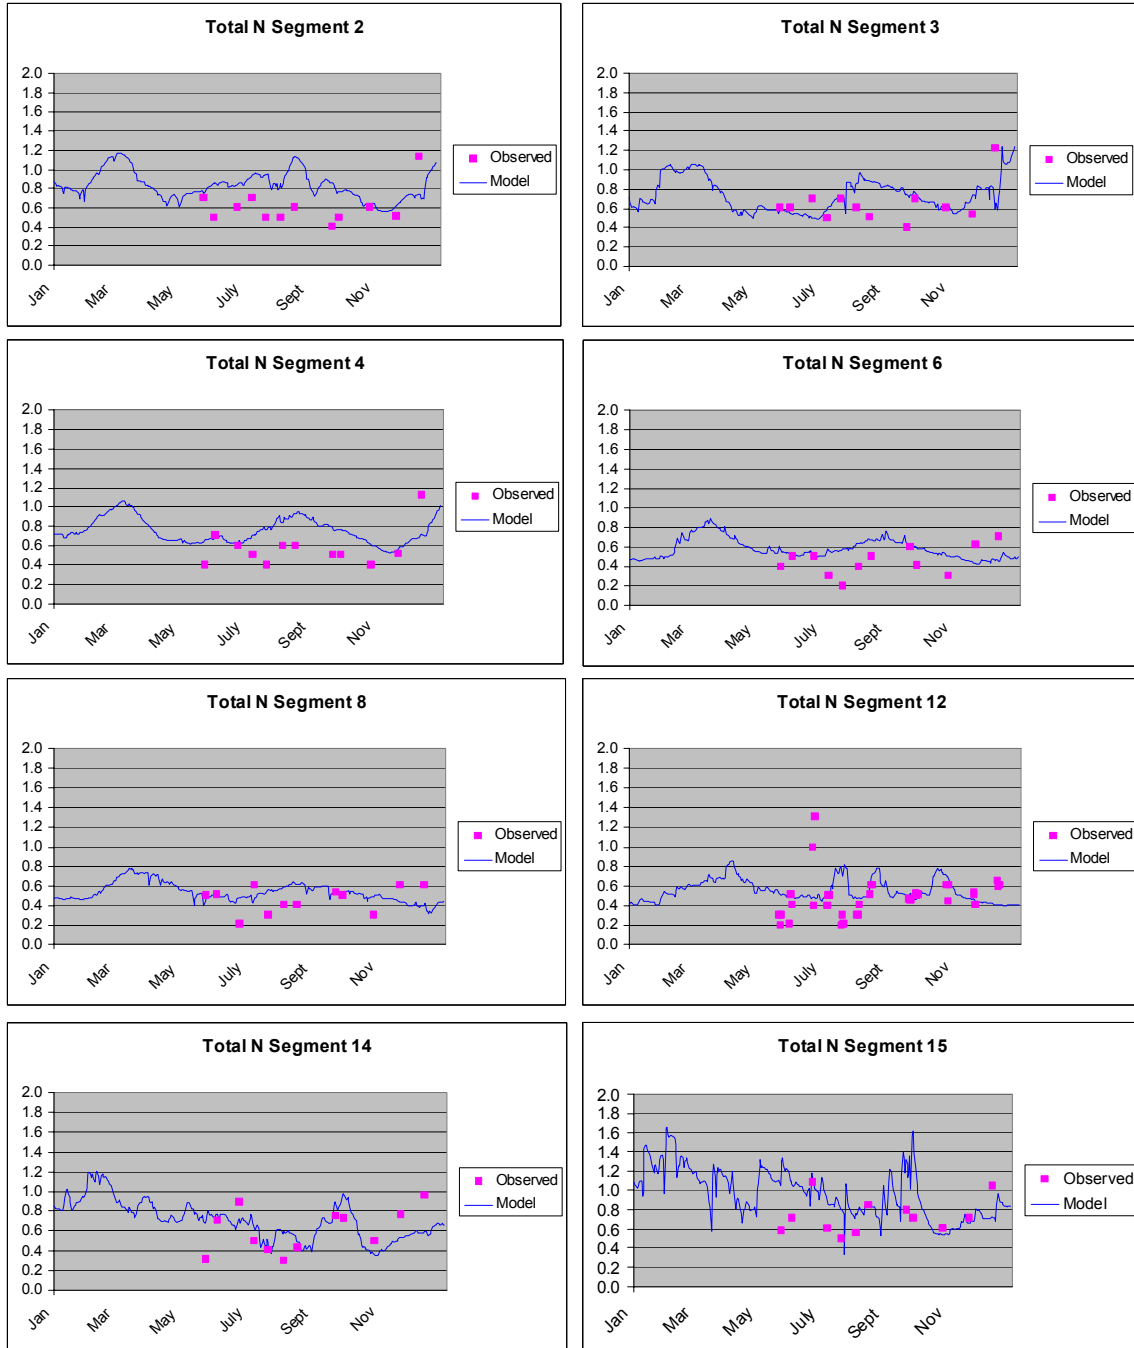 Total N Segment 2
2.0
1.8
1.6
1.4
1.2
1.0
0.8
0.6
0.4
0.2
0.0
Jan
Mar
May
July
Sept
Nov
Observed
Model
Total N Segment 3
2.0
1.8
1.6
1.4
1.2
1.0
0.8
0.6
0.4
0.2
0.0
Jan
Mar
May
July
Sept
Nov
Observed
Model
Total N Segment 4
2.0
1.8
1.6
1.4
1.2
1.0
0.8
0.6
0.4
0.2
0.0
Jan
Mar
May
July
Sept
Nov
Observed
Model
Total N Segment 6
2.0
1.8
1.6
1.4
1.2
1.0
0.8
0.6
0.4
0.2
0.0
Jan
Mar
May
July
Sept
Nov
Observed
Model
Total N Segment 8
2.0
1.8
1.6
1.4
1.2
1.0
0.8
0.6
0.4
0.2
0.0
Jan
Mar
May
July
Sept
Nov
Observed
Model
Total N Segment 12
2.0
1.8
1.6
1.4
1.2
1.0
0.8
0.6
0.4
0.2
0.0
Jan
Mar
May
July
Sept
Nov
Observed
Model
Total N Segment 14
2.0
1.8
1.6
1.4
1.2
1.0
0.8
0.6
0.4
0.2
0.0
Jan
Mar
May
July
Sept
Nov
Observed
Model
Total N Segment 15
2.0
1.8
1.6
1.4
1.2
1.0
0.8
0.6
0.4
0.2
0.0
Jan
Mar
May
July
Sept
Nov
Observed
Model